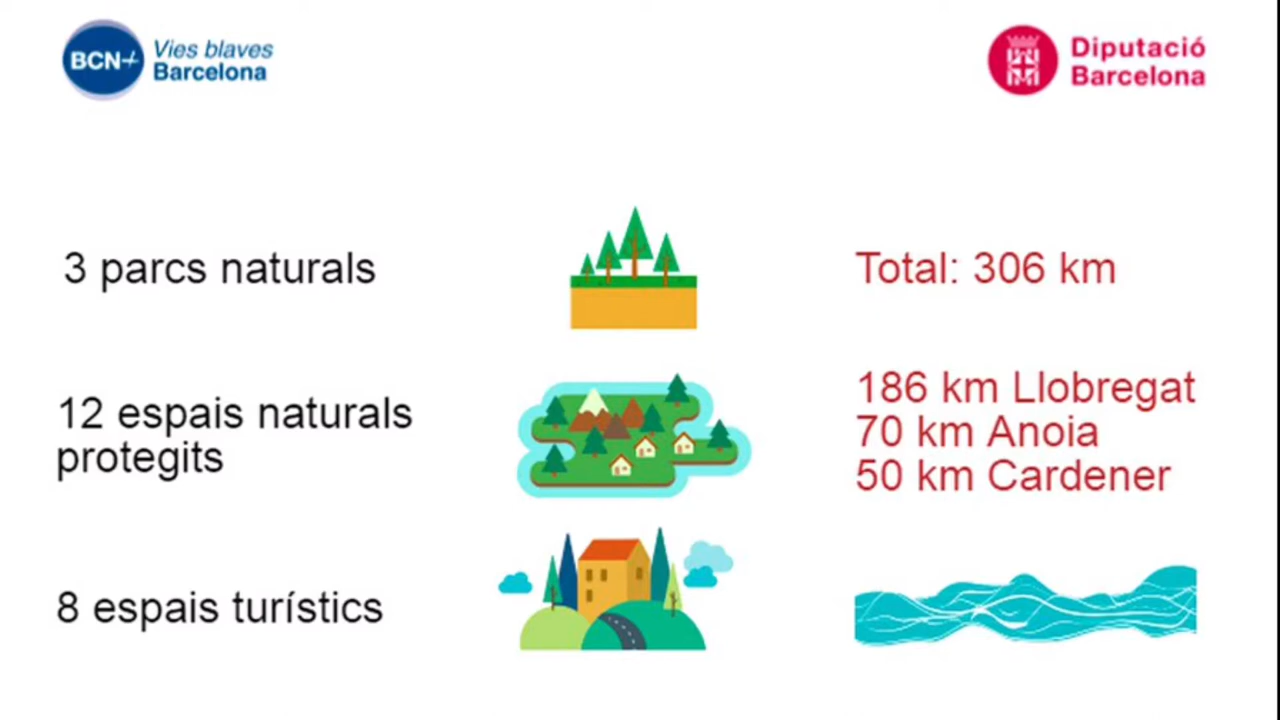 BCN+
Vies blaves
Barcelona
Diputació
Barcelona
3 parcs naturals
12 espais naturals
protegits
8 espais turístics
Total: 306 km
186 km Llobregat
70 km Anoia
50 km Cardener